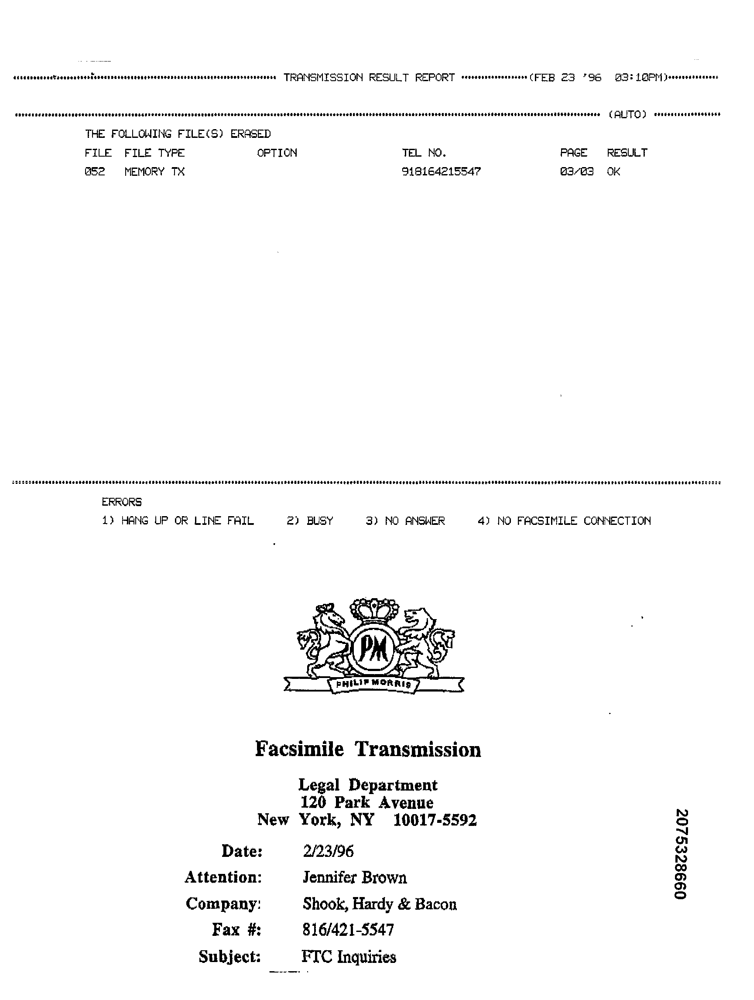 TRANSMISSION RESULT REPORT (FEB 23 '96 03:10PM)
(AUTO)
THE FOLLOWING FILE(S) ERASED
FILE FILE TYPE OPTION TEL NO. PAGE RESULT
052 MEMORY TX 918164215547 03/03 OK
ERRORS
1) HANG UP OR LINE FAIL 2) BUSY 3) NO ANSWER 4) NO FACSIMILE CONNECTION
PM
PHILIP MORRIS
Facsimile Transmission
Legal Department
120 Park Avenue
New York, NY 10017-5592
Date: 2/23/96
Attention: Jennifer Brown
Company: Shook, Hardy & Bacon
Fax #: 816/421-5547
Subject: FTC Inquiries
2075328660